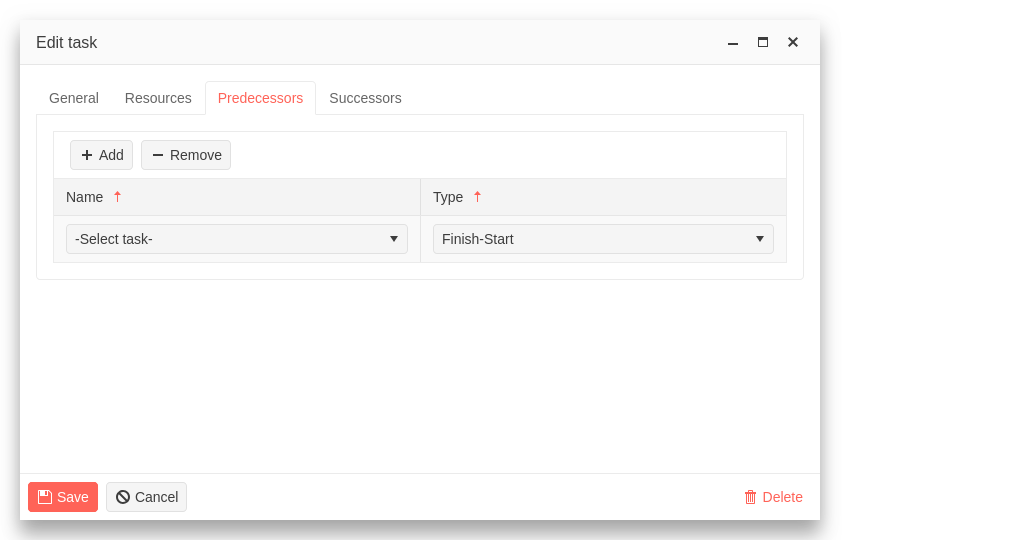 Edit task
General Resources Predecessors Successors
Add Remove
Name Type
-Select task- Finish-Start
Save Cancel Delete